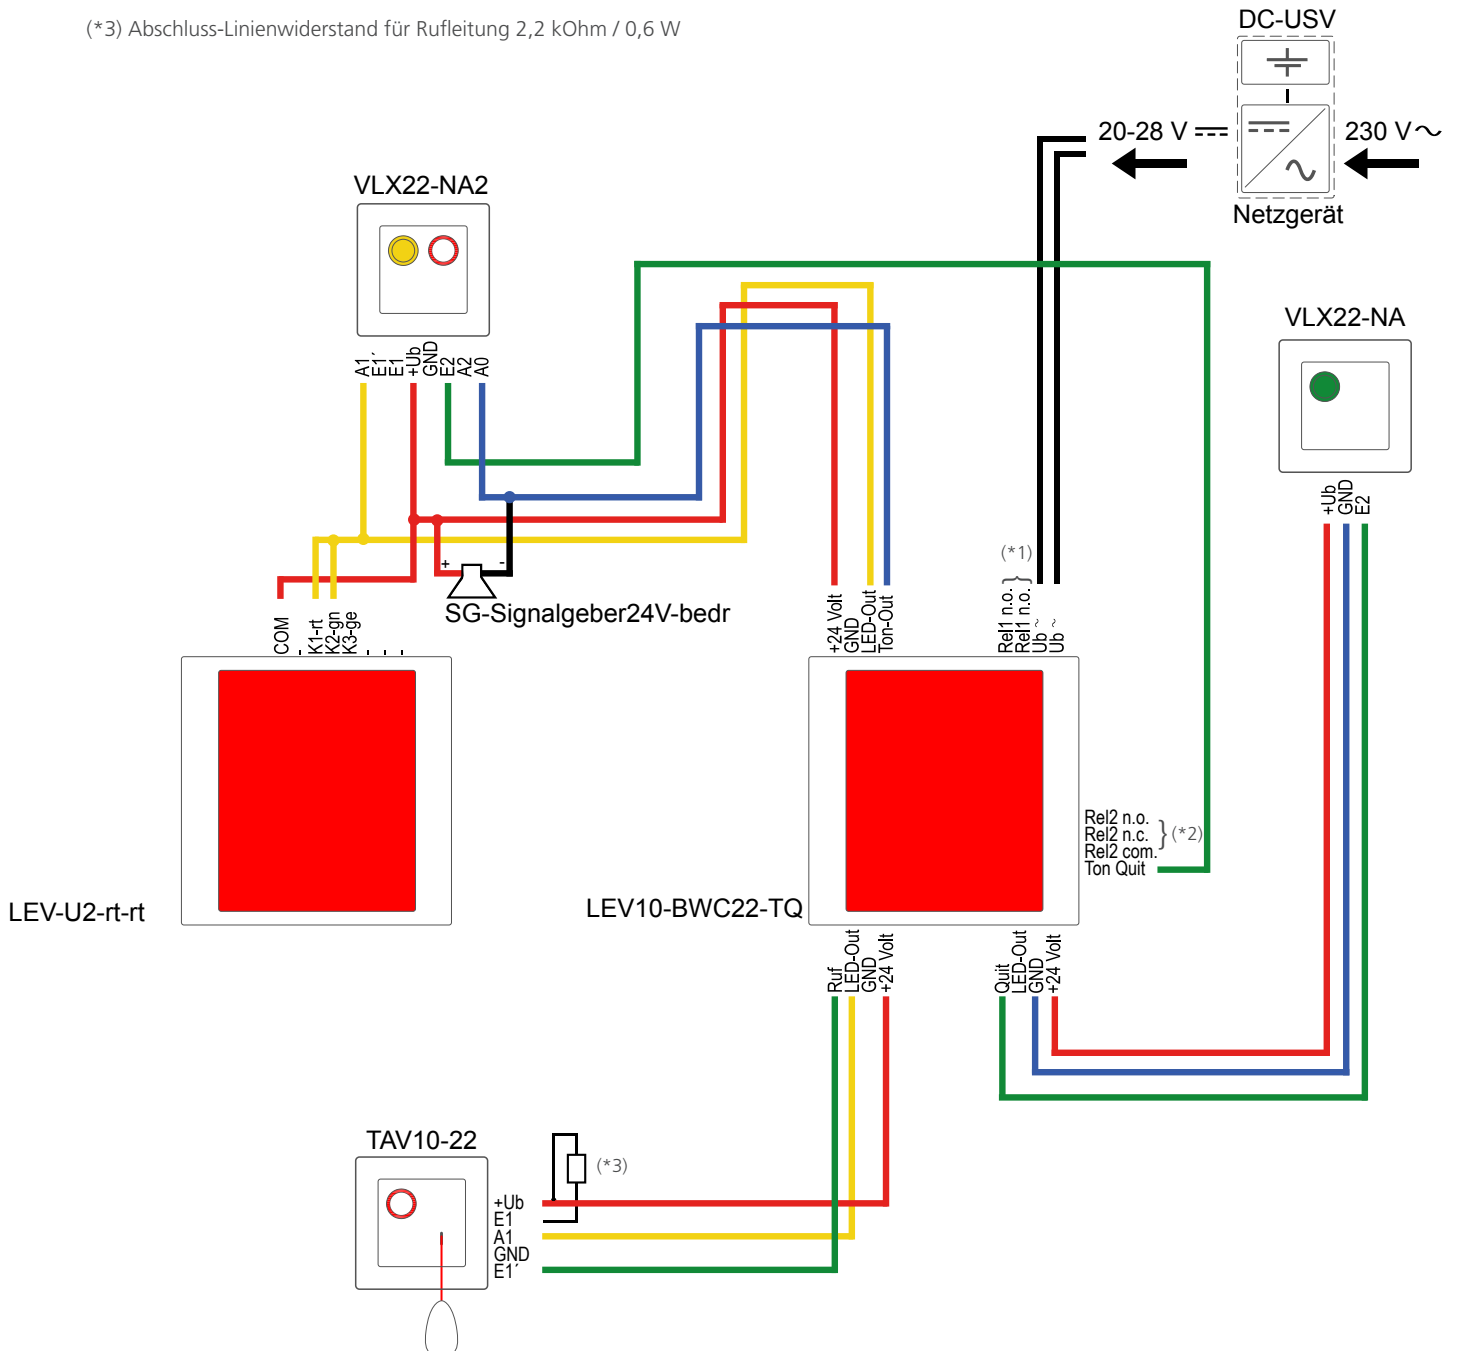 (*3) Abschluss-Linienwiderstand für Rufleitung 2,2 kOhm / 0,6 W
DC-USV
20-28 V
230 V
Netzgerät
VLX22-NA2
A1
E1´
E1
+Ub
GND
E2
A2
A0
VLX22-NA
+Ub
GND
E2
+
-
SG-Signalgeber24V-bedr
COM
-
K1-rt
K2-gn
K3-ge
-
-
-
LEV-U2-rt-rt
+24 Volt
GND
LED-Out
Ton-Out
(*1)
Rel1 n.o.
Rel1 n.o.
Ub ~
Ub ~
Rel2 n.o.
Rel2 n.c.
Rel2 com.
(*2)
Ton Quit
LEV10-BWC22-TQ
Ruf
LED-Out
GND
+24 Volt
Quit
LED-Out
GND
+24 Volt
TAV10-22
(*3)
+Ub
E1
A1
GND
E1´